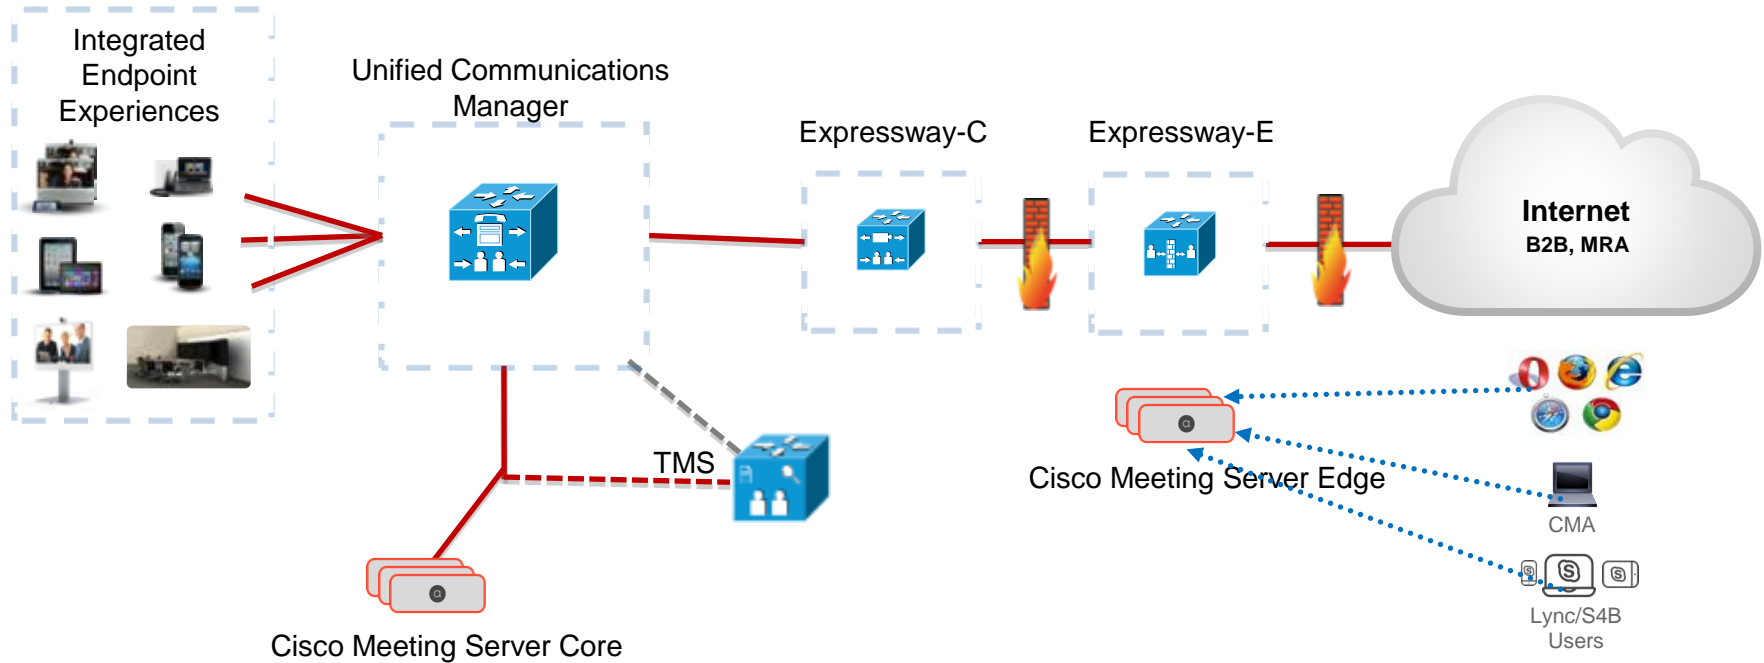 Integrated
Endpoint
Experiences
Unified Communications
Manager
Expressway-C
Expressway-E
Internet
B2B, MRA
TMS
Cisco Meeting Server Edge
CMA
Lync/S4B
Users
Cisco Meeting Server Core